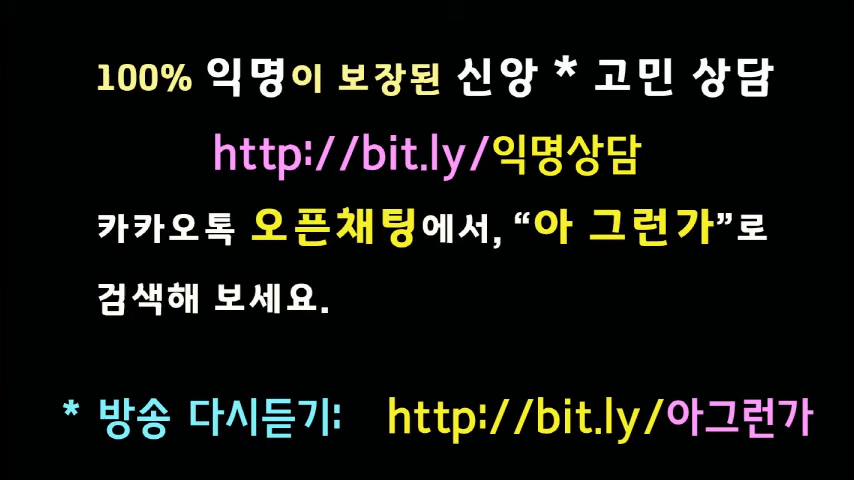 100% 익명이 보장된 신앙 * 고민 상담
http://bit.ly/익명상담
카카오톡 오픈채팅에서, “아 그런가”로
검색해 보세요.
* 방송 다시듣기: http://bit.ly/아그런가